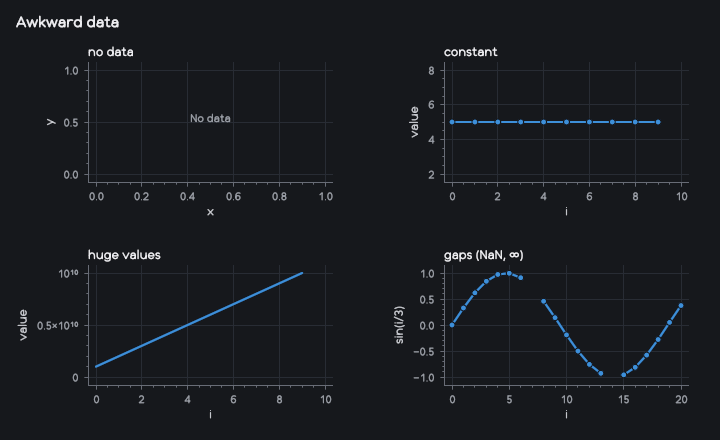 Awkward data
no data
1.0
0.5
0.0
y
No data
0.0 0.2 0.4 0.6 0.8 1.0
x
constant
8
6
4
2
value
0 2 4 6 8 10
i
huge values
10¹⁰
0.5×10¹⁰
0
value
0 2 4 6 8 10
i
gaps (NaN, ∞)
1.0
0.5
0.0
−0.5
−1.0
sin(i/3)
0 5 10 15 20
i